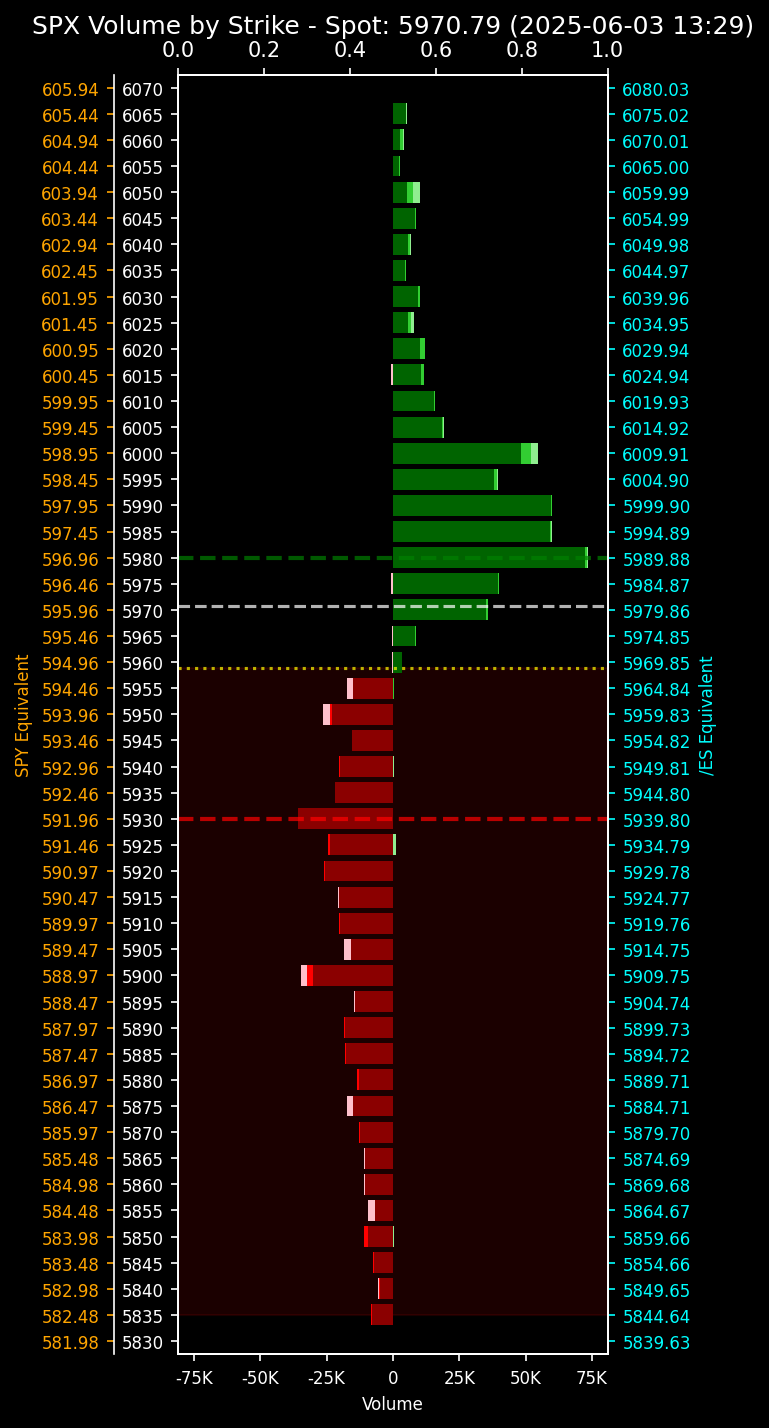 SPX Volume by Strike - Spot: 5970.79 (2025-06-03 13:29)
0.0 0.2 0.4 0.6 0.8 1.0
605.94 6070 6080.03
605.44 6065 6075.02
604.94 6060 6070.01
604.44 6055 6065.00
603.94 6050 6059.99
603.44 6045 6054.99
602.94 6040 6049.98
602.45 6035 6044.97
601.95 6030 6039.96
601.45 6025 6034.95
600.95 6020 6029.94
600.45 6015 6024.94
599.95 6010 6019.93
599.45 6005 6014.92
598.95 6000 6009.91
598.45 5995 6004.90
597.95 5990 5999.90
597.45 5985 5994.89
596.96 5980 5989.88
596.46 5975 5984.87
595.96 5970 5979.86
595.46 5965 5974.85
594.96 5960 5969.85
594.46 5955 5964.84
593.96 5950 5959.83
593.46 5945 5954.82
592.96 5940 5949.81
592.46 5935 5944.80
591.96 5930 5939.80
591.46 5925 5934.79
590.97 5920 5929.78
590.47 5915 5924.77
589.97 5910 5919.76
589.47 5905 5914.75
588.97 5900 5909.75
588.47 5895 5904.74
587.97 5890 5899.73
587.47 5885 5894.72
586.97 5880 5889.71
586.47 5875 5884.71
585.97 5870 5879.70
585.48 5865 5874.69
584.98 5860 5869.68
584.48 5855 5864.67
583.98 5850 5859.66
583.48 5845 5854.66
582.98 5840 5849.65
582.48 5835 5844.64
581.98 5830 5839.63
SPY Equivalent
/ES Equivalent
-75K -50K -25K 0 25K 50K 75K
Volume